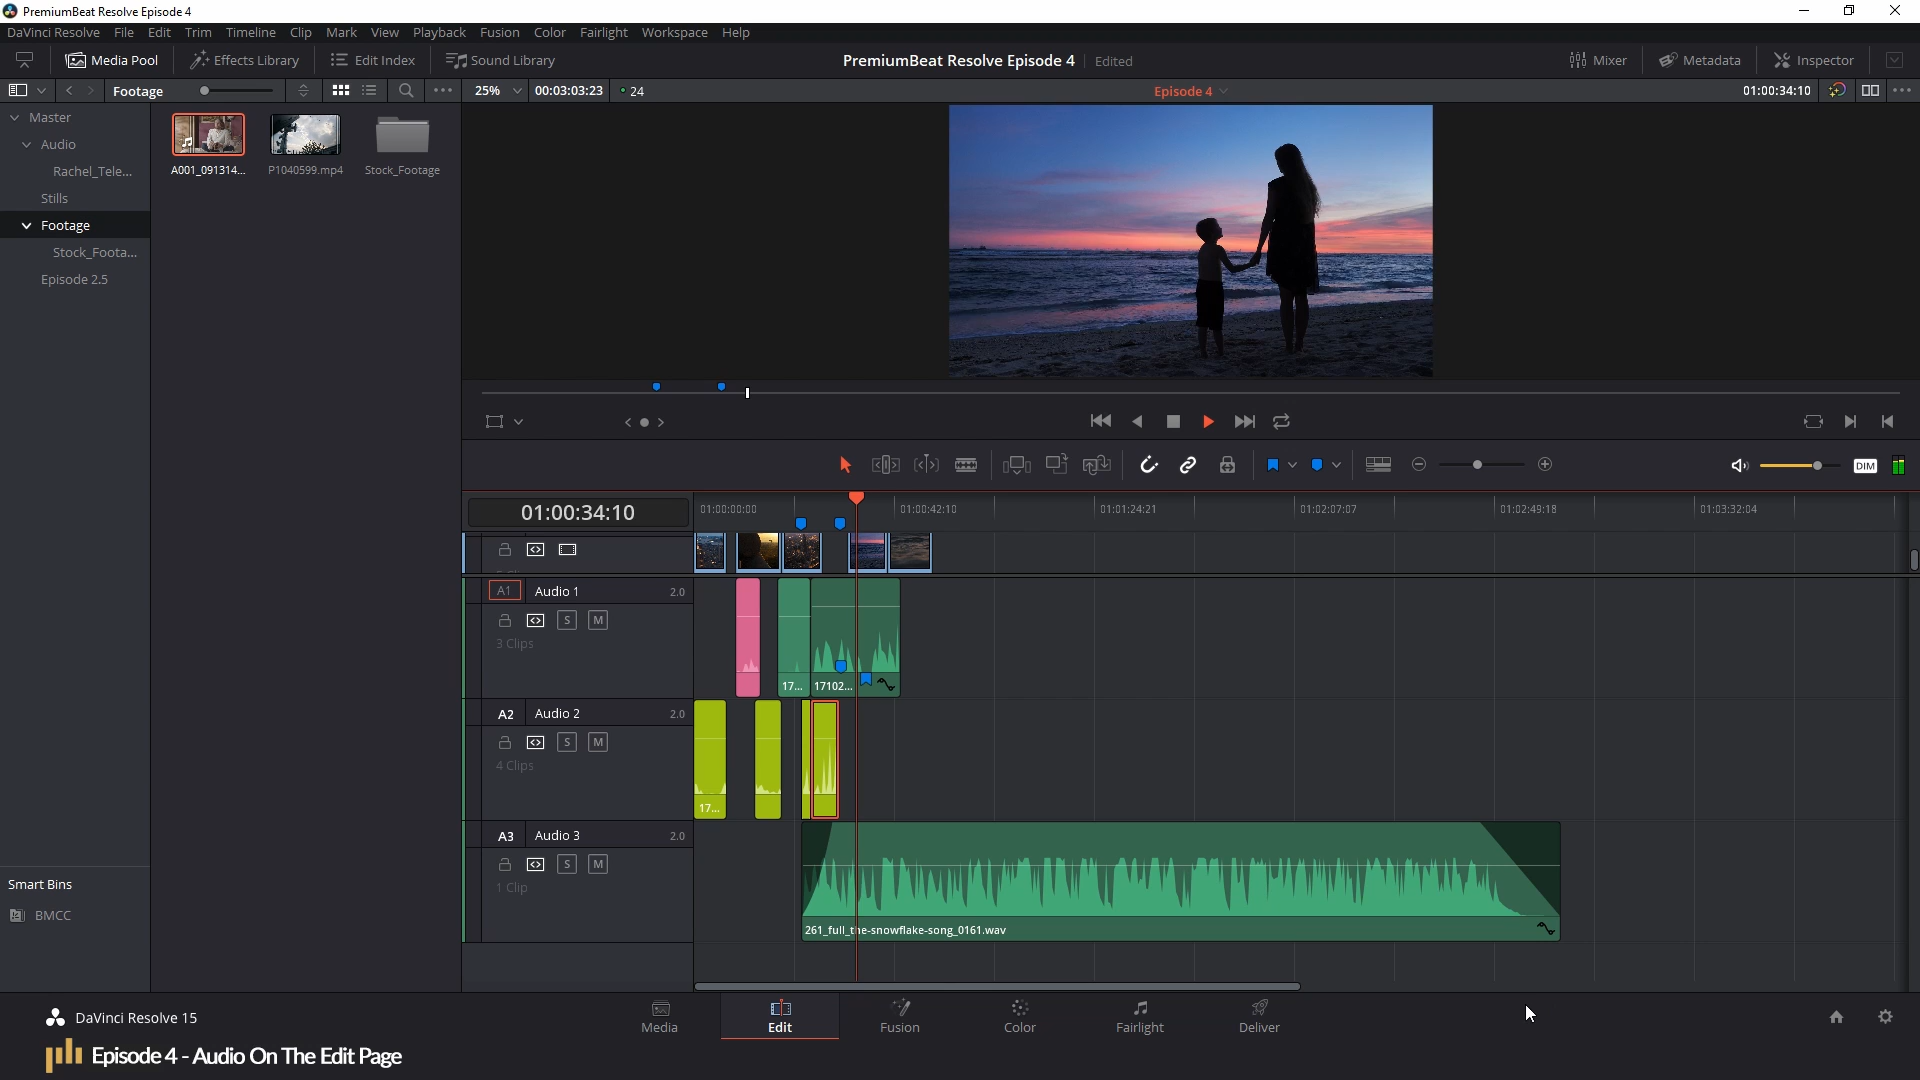 PremiumBeat Resolve Episode 4
DaVinci Resolve File Edit Trim Timeline Clip Mark View Playback Fusion Color Fairlight Workspace Help
Media Pool Effects Library Edit Index Sound Library PremiumBeat Resolve Episode 4 Edited Mixer Metadata Inspector
Footage 25% 00:03:03:23 24 Episode 4 01:00:34:10
Master
Audio
Rachel_Tele...
Stills
Footage
Stock_Foota...
Episode 2.5
A001_091314... P1040599.mp4 Stock_Footage
DIM
01:00:34:10 01:00:00:00 01:00:42:10 01:01:24:21 01:02:07:07 01:02:49:18 01:03:32:04
A1 Audio 1 2.0
S M
3 Clips
17... 17102...
A2 Audio 2 2.0
S M
4 Clips
17...
A3 Audio 3 2.0
S M
1 Clip
261_full_the-snowflake-song_0161.wav
Smart Bins
BMCC
DaVinci Resolve 15
Media Edit Fusion Color Fairlight Deliver
Episode 4 - Audio On The Edit Page